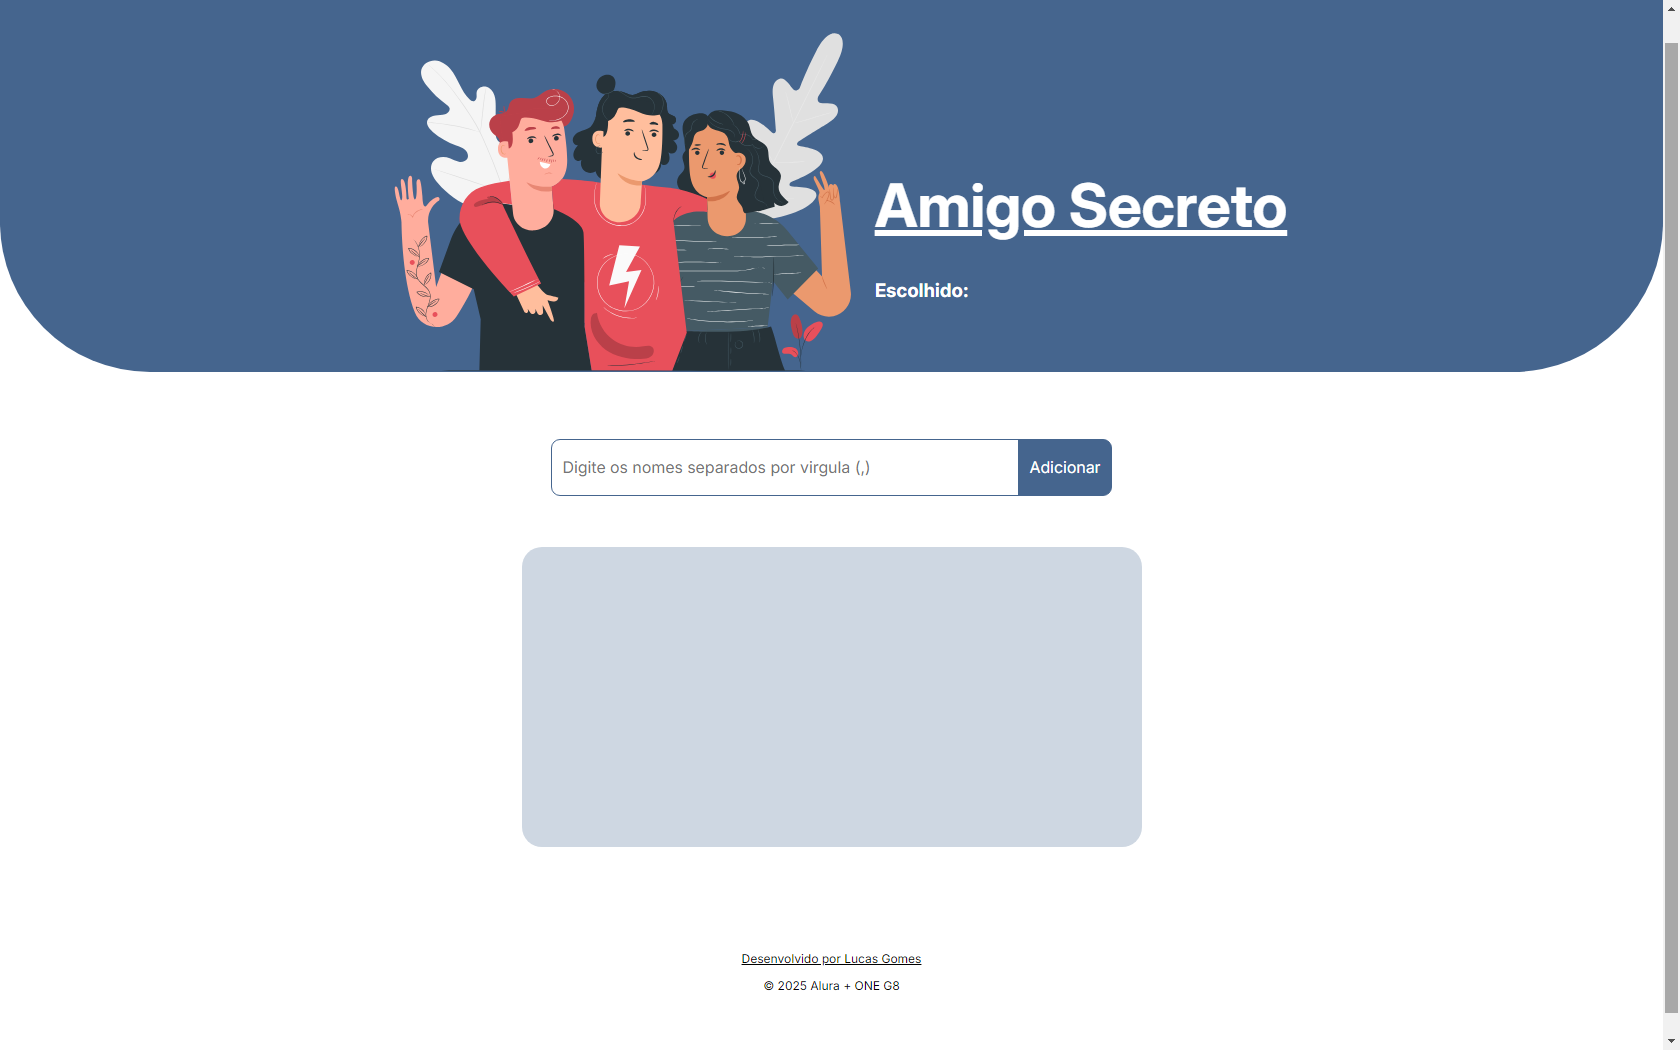 Amigo Secreto
Escolhido:
Digite os nomes separados por virgula (,)
Adicionar
Desenvolvido por Lucas Gomes
© 2025 Alura + ONE G8